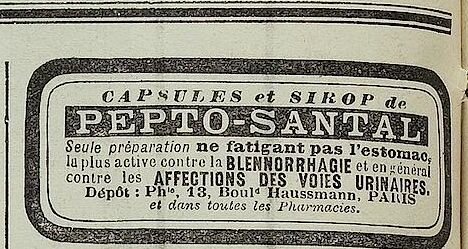 CAPSULES et SIROP de
PEPTO-SANTAL
Seule préparation ne fatigant pas l'estomac,
la plus active contre la BLENNORRHAGIE et en général
contre les AFFECTIONS DES VOIES URINAIRES.
Dépôt : Phie, 13, Bould Haussmann, PARIS
et dans toutes les Pharmacies.